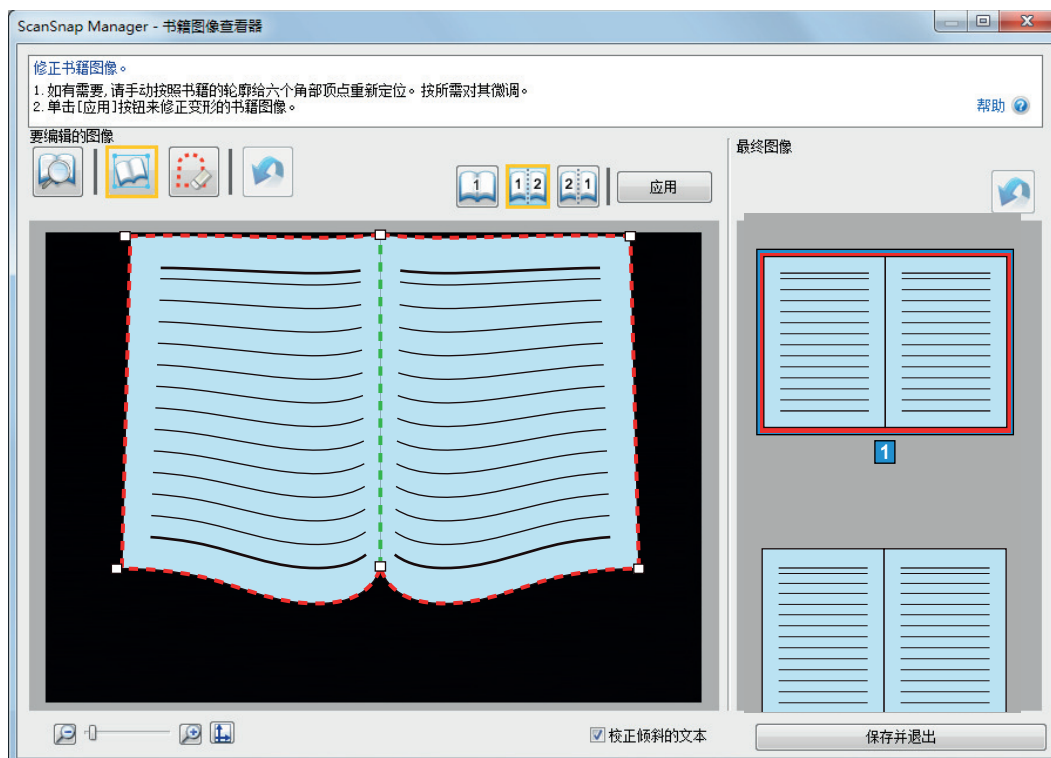 ScanSnap Manager - 书籍图像查看器
修正书籍图像。
1. 如有需要,请手动按照书籍的轮廓给六个角部顶点重新定位。按所需对其微调。
2. 单击[应用]按钮来修正变形的书籍图像。
帮助 ?
要编辑的图像
最终图像
1
1 2
2 1
应用
1
校正倾斜的文本
保存并退出